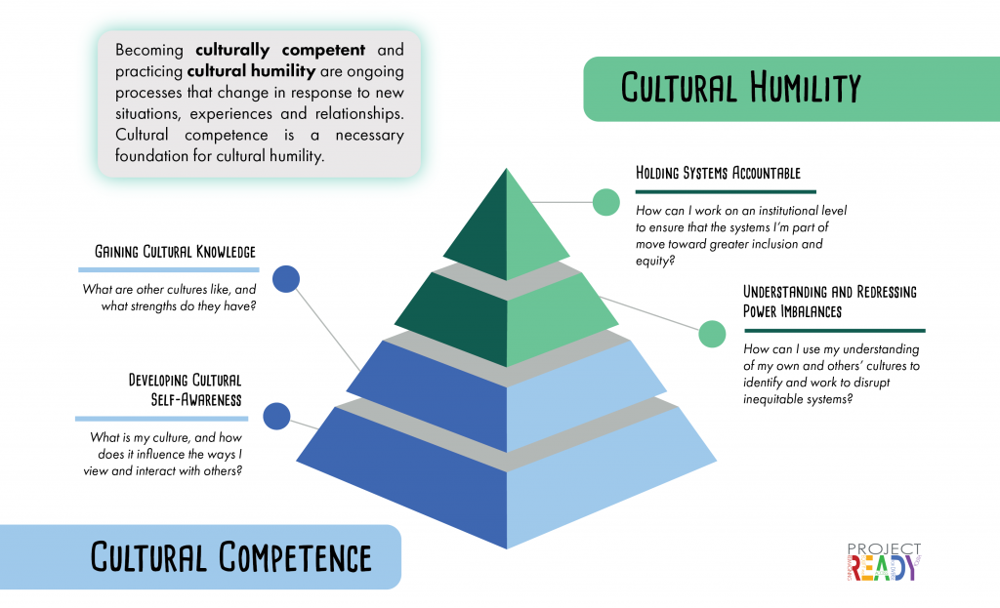 Becoming culturally competent and
practicing cultural humility are ongoing
processes that change in response to new
situations, experiences and relationships.
Cultural competence is a necessary
foundation for cultural humility.
CULTURAL HUMILITY
HOLDING SYSTEMS ACCOUNTABLE
How can I work on an institutional level
to ensure that the systems I'm part of
move toward greater inclusion and
equity?
GAINING CULTURAL KNOWLEDGE
What are other cultures like, and
what strengths do they have?
UNDERSTANDING AND REDRESSING
POWER IMBALANCES
How can I use my understanding
of my own and others' cultures to
identify and work to disrupt
inequitable systems?
DEVELOPING CULTURAL
SELF-AWARENESS
What is my culture, and how
does it influence the ways I
view and interact with others?
CULTURAL COMPETENCE
PROJECT
READY